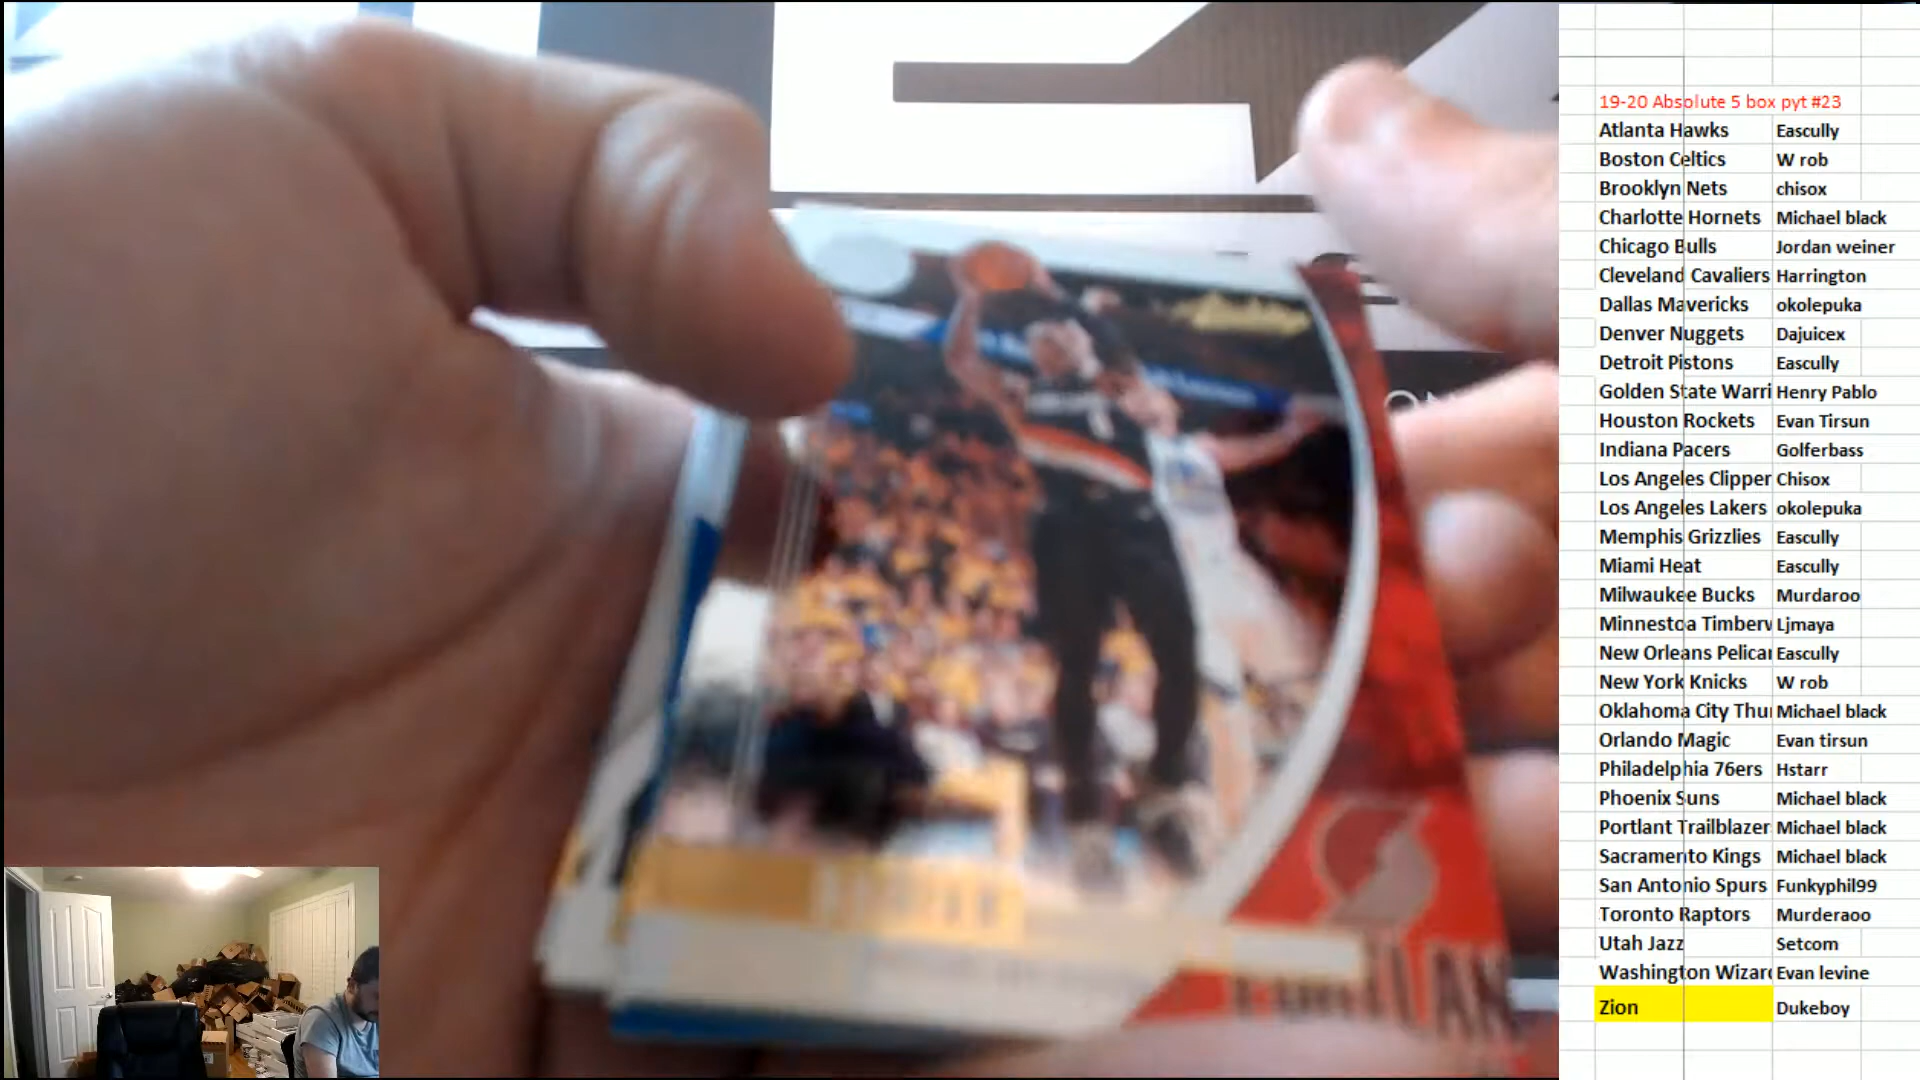 19-20 Absolute 5 box pyt #23
Atlanta Hawks Eascully
Boston Celtics W rob
Brooklyn Nets chisox
Charlotte Hornets Michael black
Chicago Bulls Jordan weiner
Cleveland Cavaliers Harrington
Dallas Mavericks okolepuka
Denver Nuggets Dajuicex
Detroit Pistons Eascully
Golden State Warri Henry Pablo
Houston Rockets Evan Tirsun
Indiana Pacers Golferbass
Los Angeles Clipper Chisox
Los Angeles Lakers okolepuka
Memphis Grizzlies Eascully
Miami Heat Eascully
Milwaukee Bucks Murdaroo
Minnestoa Timberv Ljmaya
New Orleans Pelicar Eascully
New York Knicks W rob
Oklahoma City Thu Michael black
Orlando Magic Evan tirsun
Philadelphia 76ers Hstarr
Phoenix Suns Michael black
Portlant Trailblazer Michael black
Sacramento Kings Michael black
San Antonio Spurs Funkyphil99
Toronto Raptors Murderaoo
Utah Jazz Setcom
Washington Wizard Evan levine
Zion Dukeboy